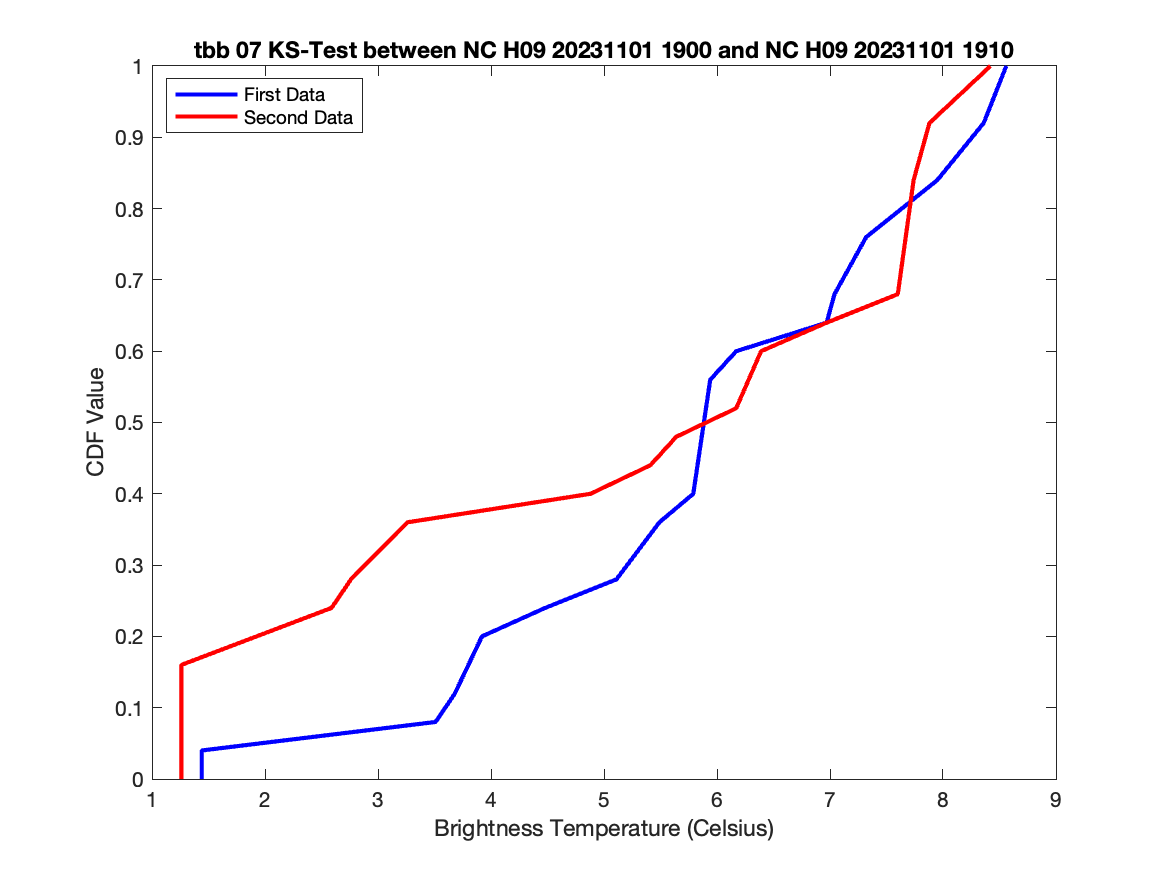 tbb 07 KS-Test between NC H09 20231101 1900 and NC H09 20231101 1910
First Data
Second Data
CDF Value
1
0.9
0.8
0.7
0.6
0.5
0.4
0.3
0.2
0.1
0
1 2 3 4 5 6 7 8 9
Brightness Temperature (Celsius)